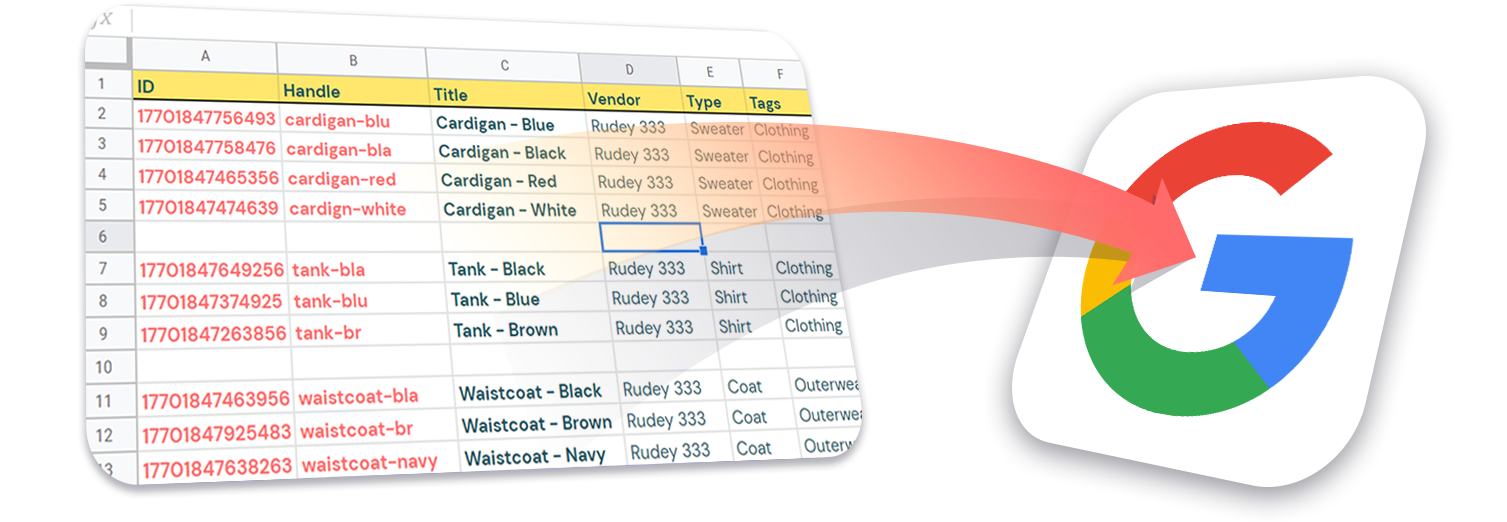 fx
A B C D E F
1 ID Handle Title Vendor Type Tags
2 17701847756493 cardigan-blu Cardigan - Blue Rudey 333 Sweater Clothing
3 17701847758476 cardigan-bla Cardigan - Black Rudey 333 Sweater Clothing
4 17701847465356 cardigan-red Cardigan - Red Rudey 333 Sweater Clothing
5 17701847474639 cardign-white Cardigan - White Rudey 333 Sweater Clothing
6
7 17701847649256 tank-bla Tank - Black Rudey 333 Shirt Clothing
8 17701847374925 tank-blu Tank - Blue Rudey 333 Shirt Clothing
9 17701847263856 tank-br Tank - Brown Rudey 333 Shirt Clothing
10
11 17701847463956 waistcoat-bla Waistcoat - Black Rudey 333 Coat Outerwea
12 17701847925483 waistcoat-br Waistcoat - Brown Rudey 333 Coat Outerwea
13 17701847638263 waistcoat-navy Waistcoat - Navy Rudey 333 Coat Outerw
G